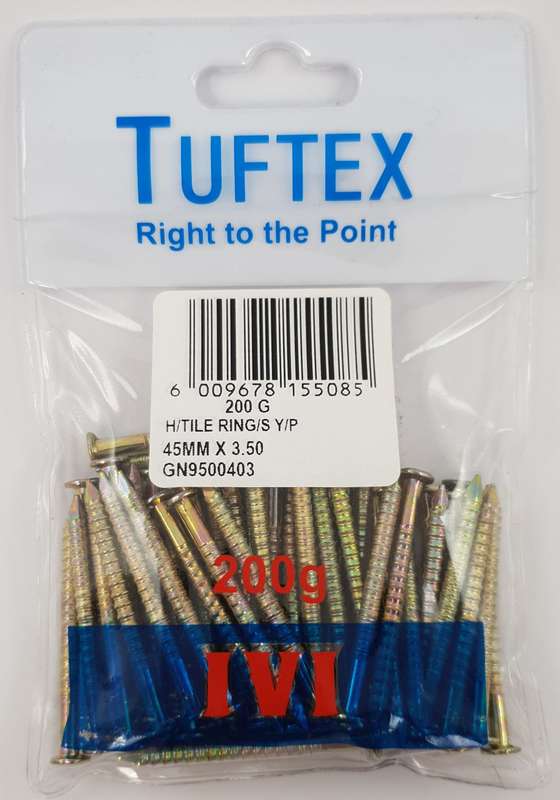 TUFTEX
Right to the Point
6 009678 155085
200 G
H/TILE RING/S Y/P
45MM X 3.50
GN9500403
200g
IVI